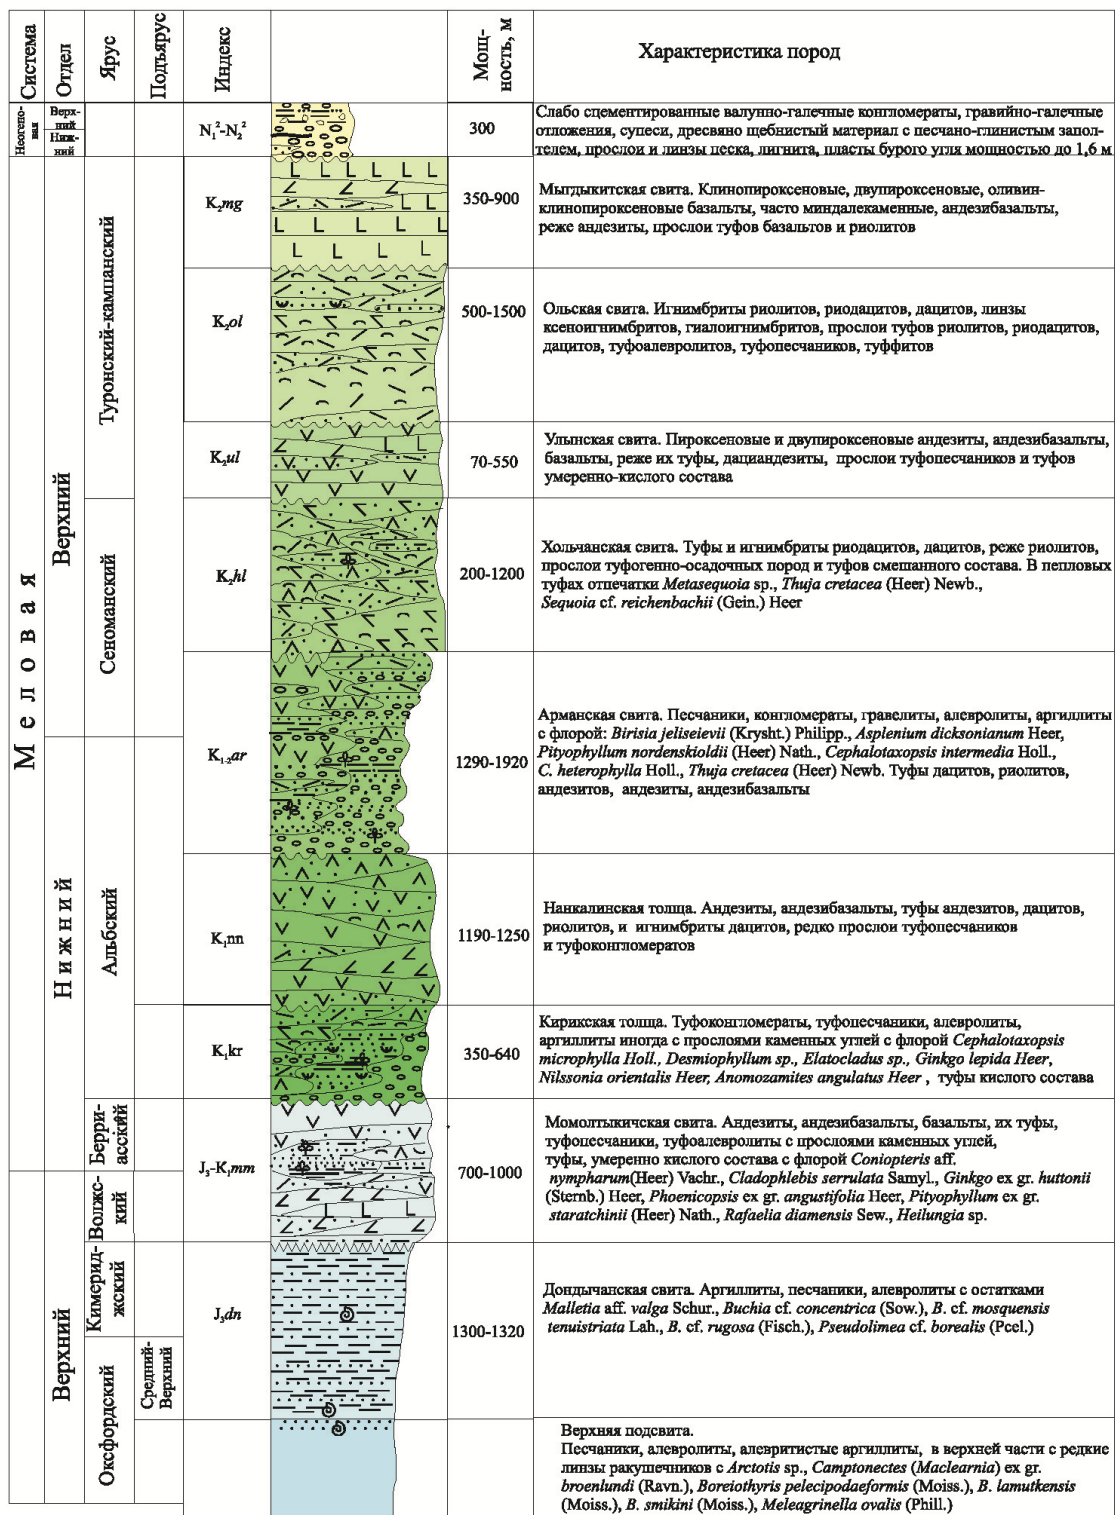 Система
Отдел
Ярус
Подъярус
Индекс
Мощ-
ность, м
Характеристика пород
Неогено-
вая
Верх-
ний
Ниж-
ний
N₁²-N₂²
300
Слабо сцементированные валунно-галечные конгломераты, гравийно-галечные
отложения, супеси, дресвяно щебнистый материал с песчано-глинистым запол-
телем, прослои и линзы песка, лигнита, пласты бурого угля мощностью до 1,6 м
Меловая
Верхний
Туронский-кампанский
K₂mg
350-900
Мыгдыкитская свита. Клинопироксеновые, двупироксеновые, оливин-
клинопироксеновые базальты, часто миндалекаменные, андезибазальты,
реже андезиты, прослои туфов базальтов и риолитов
K₂ol
500-1500
Ольская свита. Игнимбриты риолитов, риодацитов, дацитов, линзы
ксеноигнимбритов, гиалоигнимбритов, прослои туфов риолитов, риодацитов,
дацитов, туфоалевролитов, туфопесчаников, туффитов
K₂ul
70-550
Улынская свита. Пироксеновые и двупироксеновые андезиты, андезибазальты,
базальты, реже их туфы, дациандезиты, прослои туфопесчаников и туфов
умеренно-кислого состава
Сеноманский
K₂hl
200-1200
Хольчанская свита. Туфы и игнимбриты риодацитов, дацитов, реже риолитов,
прослои туфогенно-осадочных пород и туфов смешанного состава. В пепловых
туфах отпечатки Metasequoia sp., Thuja cretacea (Heer) Newb.,
Sequoia cf. reichenbachii (Gein.) Heer
K₁₋₂ar
1290-1920
Арманская свита. Песчаники, конгломераты, гравелиты, алевролиты, аргиллиты
с флорой: Birisia jeliseievii (Krysht.) Philipp., Asplenium dicksonianum Heer,
Pityophyllum nordenskioldii (Heer) Nath., Cephalotaxopsis intermedia Holl.,
C. heterophylla Holl., Thuja cretacea (Heer) Newb. Туфы дацитов, риолитов,
андезитов, андезиты, андезибазальты
Нижний
Альбский
K₁nn
1190-1250
Нанкалинская толща. Андезиты, андезибазальты, туфы андезитов, дацитов,
риолитов, и игнимбриты дацитов, редко прослои туфопесчаников
и туфоконгломератов
K₁kr
350-640
Кирикская толща. Туфоконгломераты, туфопесчаники, алевролиты,
аргиллиты иногда с прослоями каменных углей с флорой Cephalotaxopsis
microphylla Holl., Desmiophyllum sp., Elatocladus sp., Ginkgo lepida Heer,
Nilssonia orientalis Heer, Anomozamites angulatus Heer , туфы кислого состава
Берри-
асский
J₃-K₁mm
700-1000
Момолтыкичская свита. Андезиты, андезибазальты, базальты, их туфы,
туфопесчаники, туфоалевролиты с прослоями каменных углей,
туфы, умеренно кислого состава с флорой Coniopteris aff.
nympharum(Heer) Vachr., Cladophlebis serrulata Samyl., Ginkgo ex gr. huttonii
(Sternb.) Heer, Phoenicopsis ex gr. angustifolia Heer, Pityophyllum ex gr.
staratchinii (Heer) Nath., Rafaelia diamensis Sew., Heilungia sp.
Верхний
Волжс-
кий
Кимерид-
жский
J₃dn
1300-1320
Дондычанская свита. Аргиллиты, песчаники, алевролиты с остатками
Malletia aff. valga Schur., Buchia cf. concentrica (Sow.), B. cf. mosquensis
tenuistriata Lah., B. cf. rugosa (Fisch.), Pseudolimea cf. borealis (Pcel.)
Оксфордский
Средний-
Верхний
Верхняя подсвита.
Песчаники, алевролиты, алевритистые аргиллиты, в верхней части с редкие
линзы ракушечников с Arctotis sp., Camptonectes (Maclearnia) ex gr.
broenlundi (Ravn.), Boreiothyris pelecipodaeformis (Moiss.), B. lamutkensis
(Moiss.), B. smikini (Moiss.), Meleagrinella ovalis (Phill.)